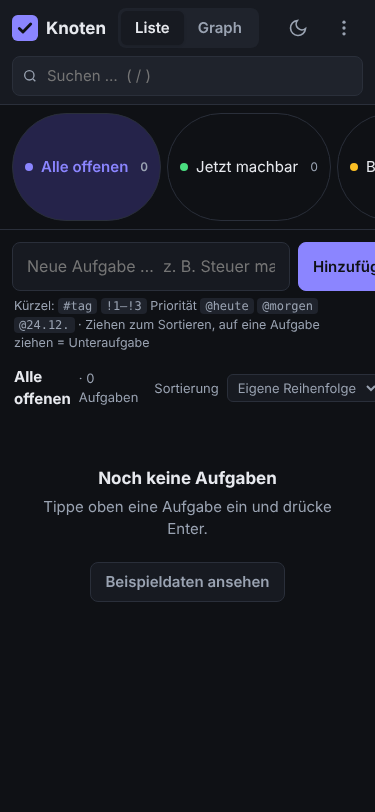 Knoten
Liste
Graph
Suchen … ( / )
Alle offenen 0
Jetzt machbar 0
Neue Aufgabe … z. B. Steuer
Hinzufüg
Kürzel: #tag !1–!3 Priorität @heute @morgen
@24.12. · Ziehen zum Sortieren, auf eine Aufgabe
ziehen = Unteraufgabe
Alle offenen
· 0 Aufgaben
Sortierung
Eigene Reihenfolge
Noch keine Aufgaben
Tippe oben eine Aufgabe ein und drücke
Enter.
Beispieldaten ansehen